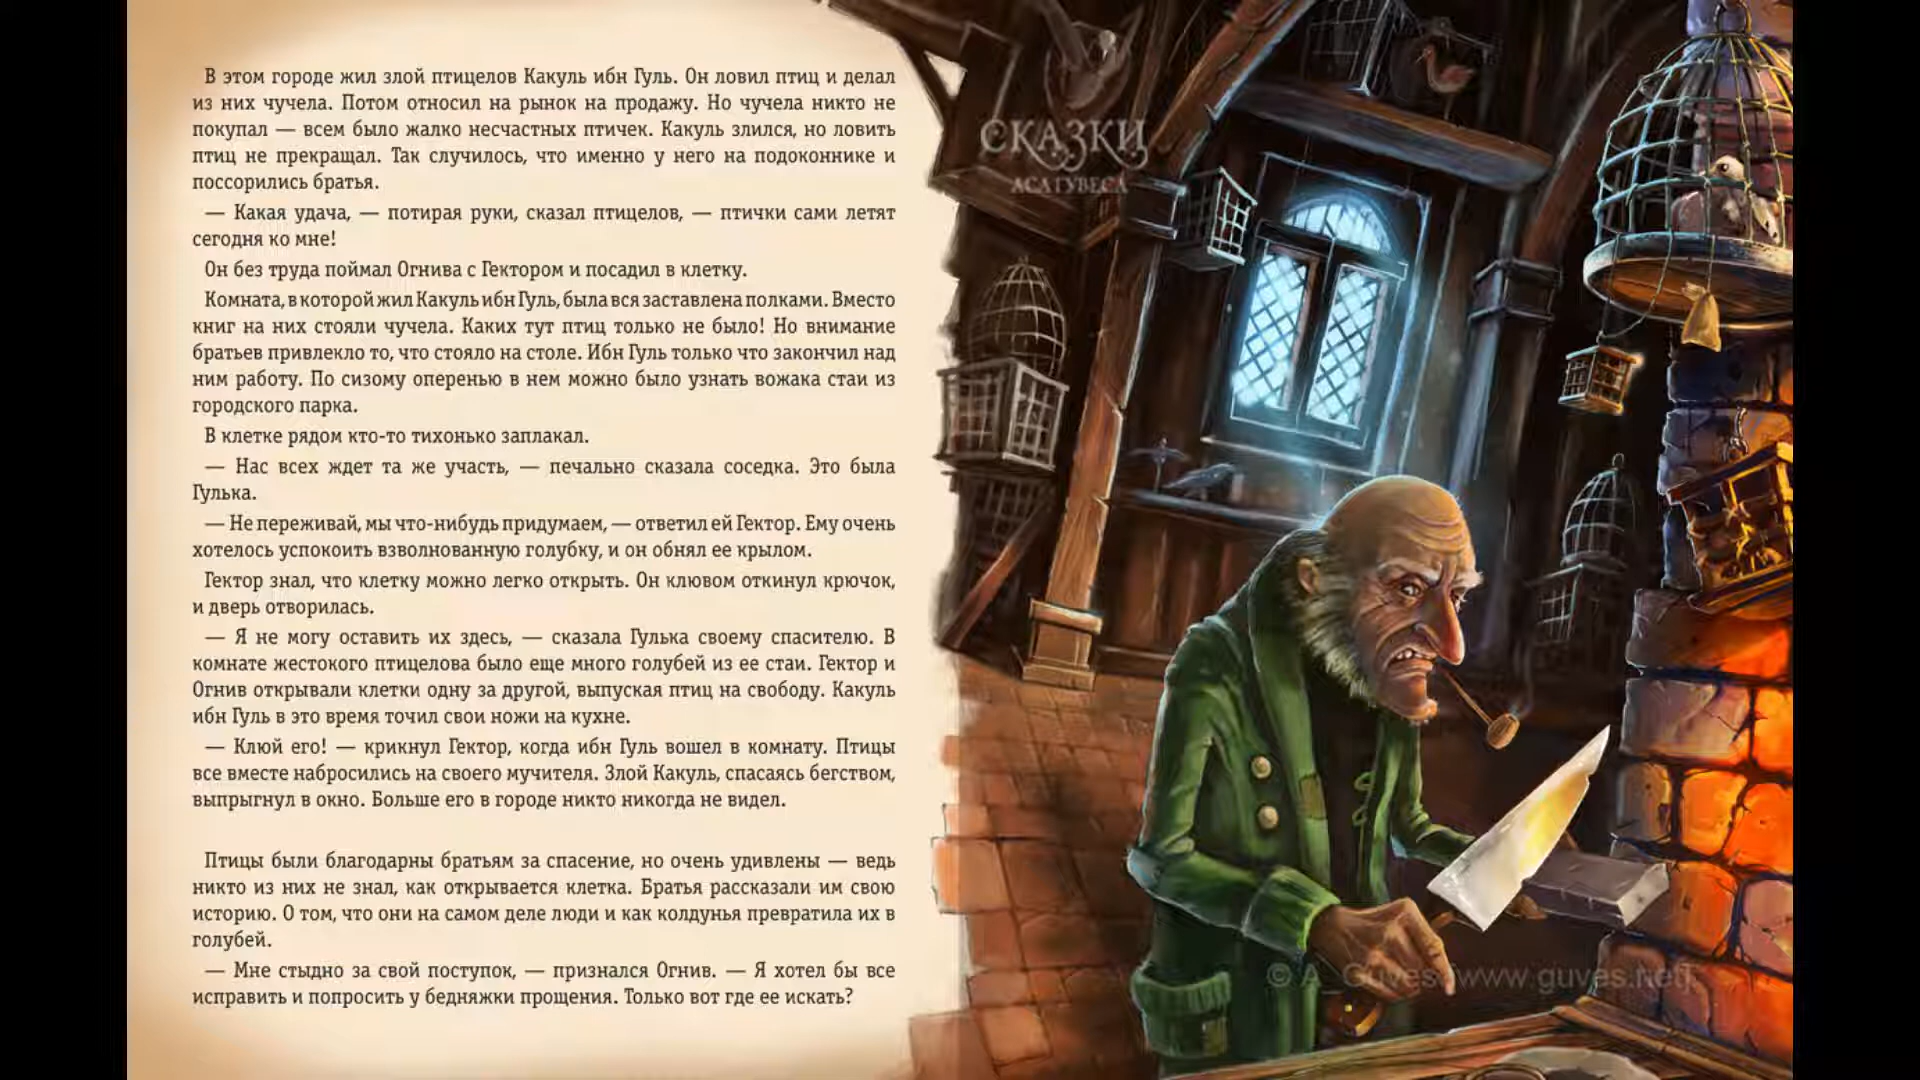 В этом городе жил злой птицелов Какуль ибн Гуль. Он ловил птиц и делал
из них чучела. Потом относил на рынок на продажу. Но чучела никто не
покупал — всем было жалко несчастных птичек. Какуль злился, но ловить
птиц не прекращал. Так случилось, что именно у него на подоконнике и
поссорились братья.
— Какая удача, — потирая руки, сказал птицелов, — птички сами летят
сегодня ко мне!
Он без труда поймал Огнива с Гектором и посадил в клетку.
Комната, в которой жил Какуль ибн Гуль, была вся заставлена полками. Вместо
книг на них стояли чучела. Каких тут птиц только не было! Но внимание
братьев привлекло то, что стояло на столе. Ибн Гуль только что закончил над
ним работу. По сизому оперенью в нем можно было узнать вожака стаи из
городского парка.
В клетке рядом кто-то тихонько заплакал.
— Нас всех ждет та же участь, — печально сказала соседка. Это была
Гулька.
— Не переживай, мы что-нибудь придумаем, — ответил ей Гектор. Ему очень
хотелось успокоить взволнованную голубку, и он обнял ее крылом.
Гектор знал, что клетку можно легко открыть. Он клювом откинул крючок,
и дверь отворилась.
— Я не могу оставить их здесь, — сказала Гулька своему спасителю. В
комнате жестокого птицелова было еще много голубей из ее стаи. Гектор и
Огнив открывали клетки одну за другой, выпуская птиц на свободу. Какуль
ибн Гуль в это время точил свои ножи на кухне.
— Клюй его! — крикнул Гектор, когда ибн Гуль вошел в комнату. Птицы
все вместе набросились на своего мучителя. Злой Какуль, спасаясь бегством,
выпрыгнул в окно. Больше его в городе никто никогда не видел.
Птицы были благодарны братьям за спасение, но очень удивлены — ведь
никто из них не знал, как открывается клетка. Братья рассказали им свою
историю. О том, что они на самом деле люди и как колдунья превратила их в
голубей.
— Мне стыдно за свой поступок, — признался Огнив. — Я хотел бы все
исправить и попросить у бедняжки прощения. Только вот где ее искать?
СКАЗКИ
АСА ГУВЕСА
© A_Guves [www.guves.net]